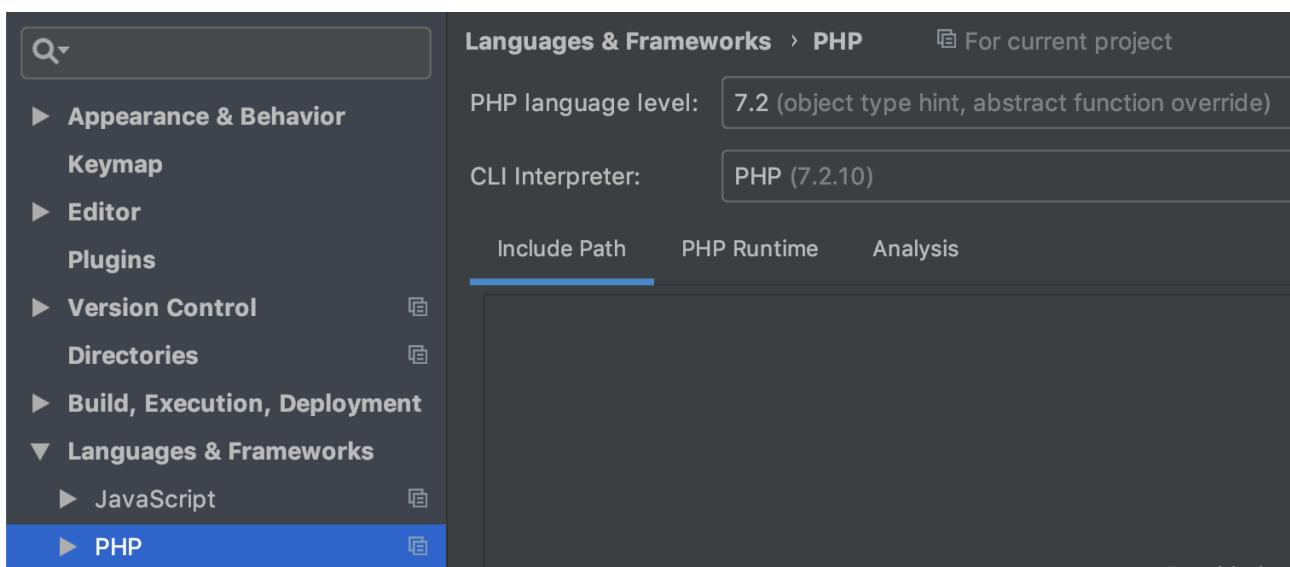 Appearance & Behavior
Keymap
Editor
Plugins
Version Control
Directories
Build, Execution, Deployment
Languages & Frameworks
JavaScript
PHP
Languages & Frameworks › PHP For current project
PHP language level: 7.2 (object type hint, abstract function override)
CLI Interpreter: PHP (7.2.10)
Include Path PHP Runtime Analysis